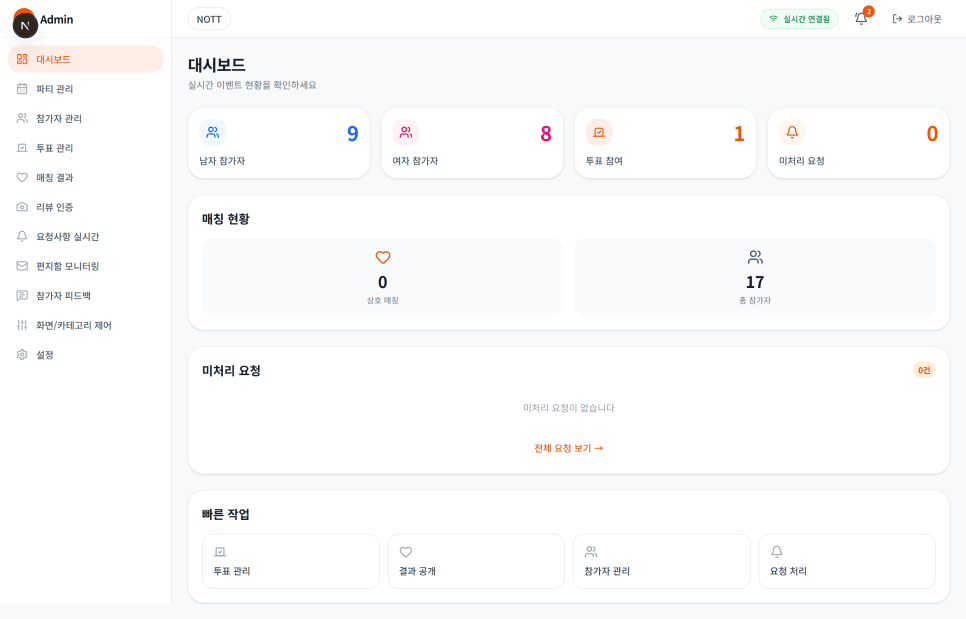 N
Admin
대시보드
파티 관리
참가자 관리
투표 관리
매칭 결과
리뷰 인증
요청사항 실시간
편지함 모니터링
참가자 피드백
화면/카테고리 제어
설정
NOTT
실시간 연결됨
2
로그아웃
대시보드
실시간 이벤트 현황을 확인하세요
9
남자 참가자
8
여자 참가자
1
투표 참여
0
미처리 요청
매칭 현황
0
상호 매칭
17
총 참가자
미처리 요청
0건
미처리 요청이 없습니다
전체 요청 보기 →
빠른 작업
투표 관리
결과 공개
참가자 관리
요청 처리